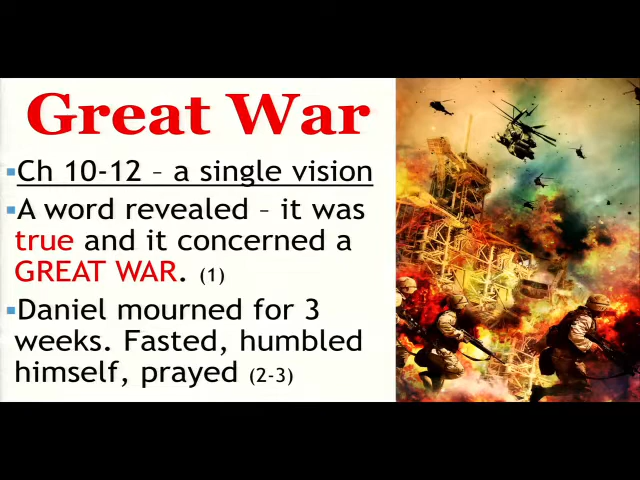 Great War
▪Ch 10-12 – a single vision
▪A word revealed – it was
true and it concerned a
GREAT WAR. (1)
▪Daniel mourned for 3
weeks. Fasted, humbled
himself, prayed (2-3)